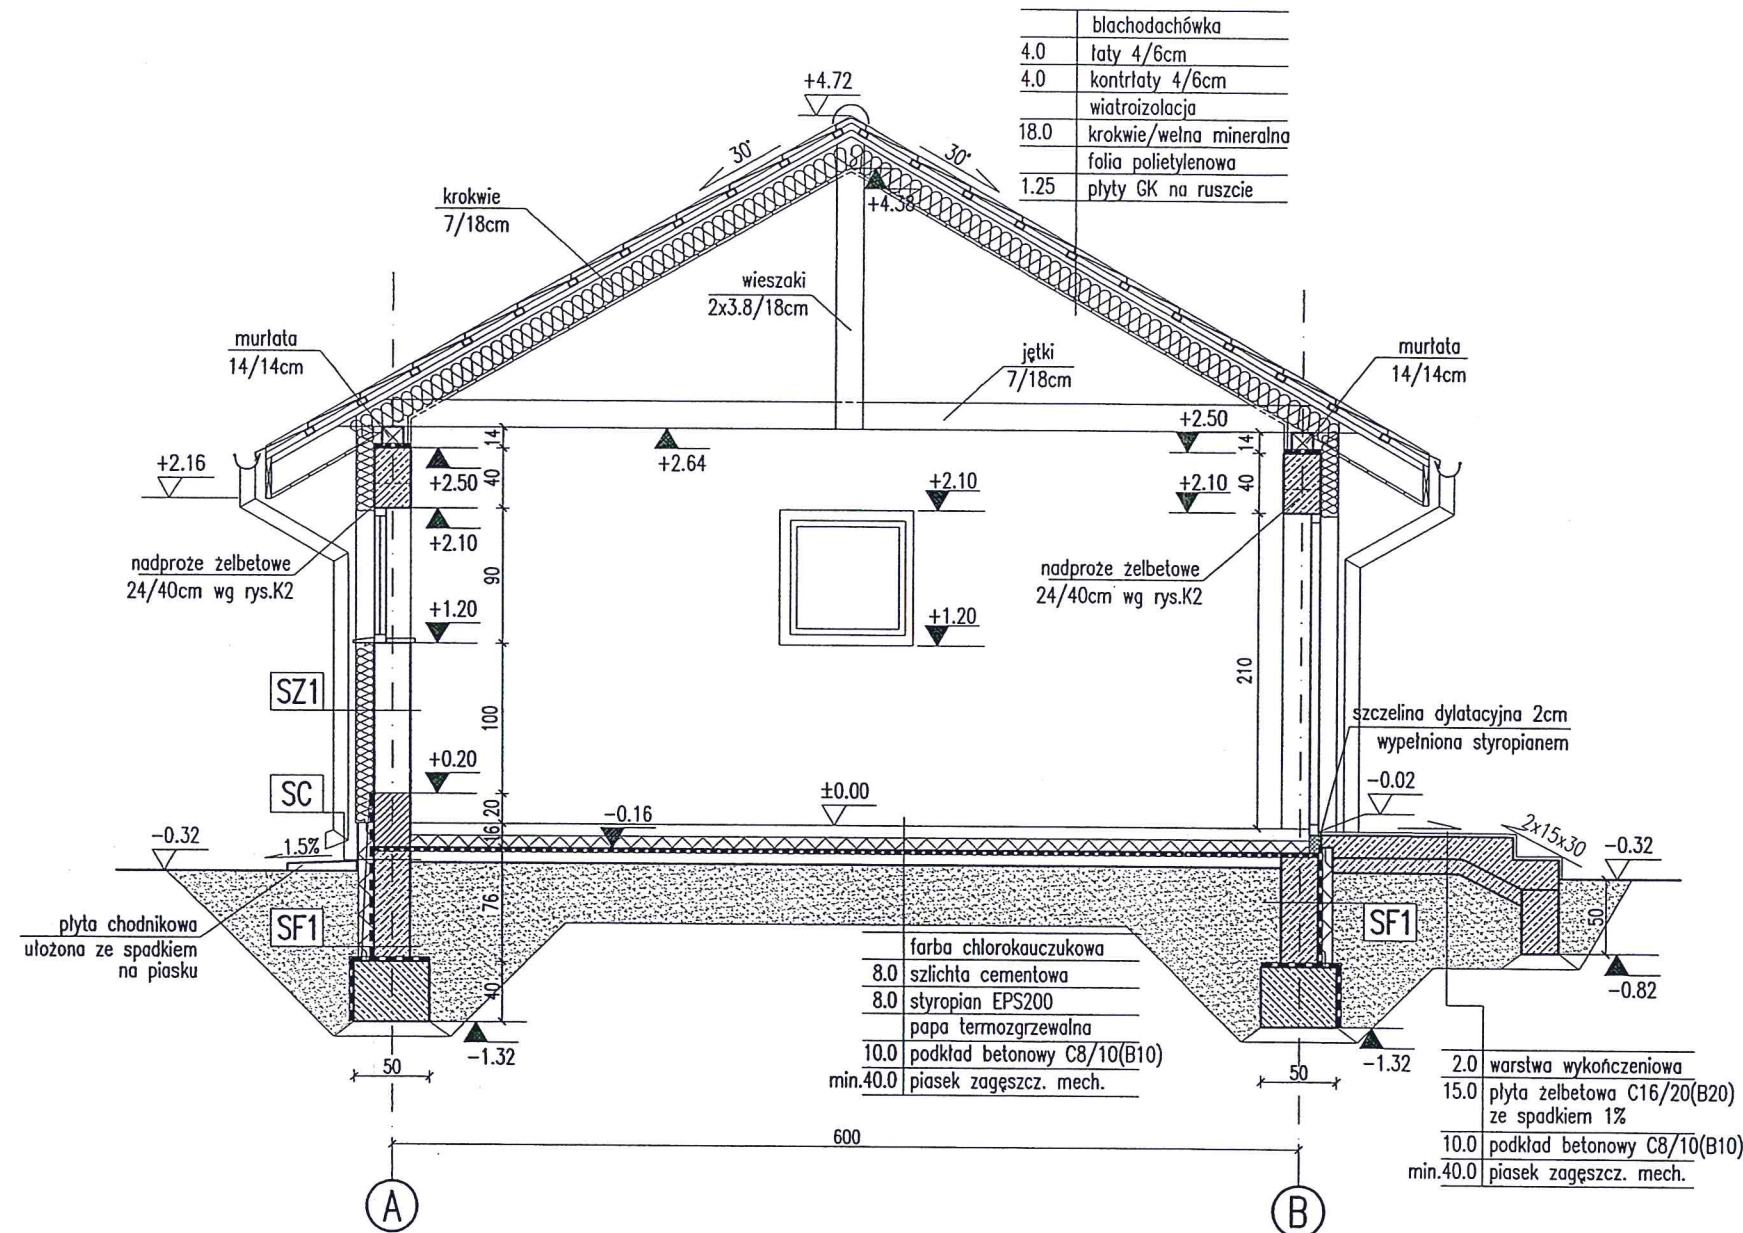 blachodachówka
4.0 łaty 4/6cm
4.0 kontrłaty 4/6cm
wiatroizolacja
18.0 krokwie/wełna mineralna
folia polietylenowa
1.25 płyty GK na ruszcie
+4.72
30°
30°
+4.38
krokwie
7/18cm
wieszaki
2x3.8/18cm
murłata
14/14cm
jętki
7/18cm
murłata
14/14cm
+2.16
14
40
+2.50
+2.10
90
+1.20
100
+0.20
20
16
76
40
+2.64
+2.10
+1.20
+2.50
14
+2.10
40
210
nadproże żelbetowe
24/40cm wg rys.K2
nadproże żelbetowe
24/40cm wg rys.K2
SZ1
SC
szczelina dylatacyjna 2cm
wypełniona styropianem
-0.02
±0.00
-0.16
-0.32
1.5%
2x15x30
-0.32
50
-0.82
płyta chodnikowa
ułożona ze spadkiem
na piasku
SF1
SF1
farba chlorokauczukowa
8.0 szlichta cementowa
8.0 styropian EPS200
papa termozgrzewalna
10.0 podkład betonowy C8/10(B10)
min.40.0 piasek zagęszcz. mech.
-1.32
50
-1.32
50
2.0 warstwa wykończeniowa
15.0 płyta żelbetowa C16/20(B20)
ze spadkiem 1%
10.0 podkład betonowy C8/10(B10)
min.40.0 piasek zagęszcz. mech.
600
A
B